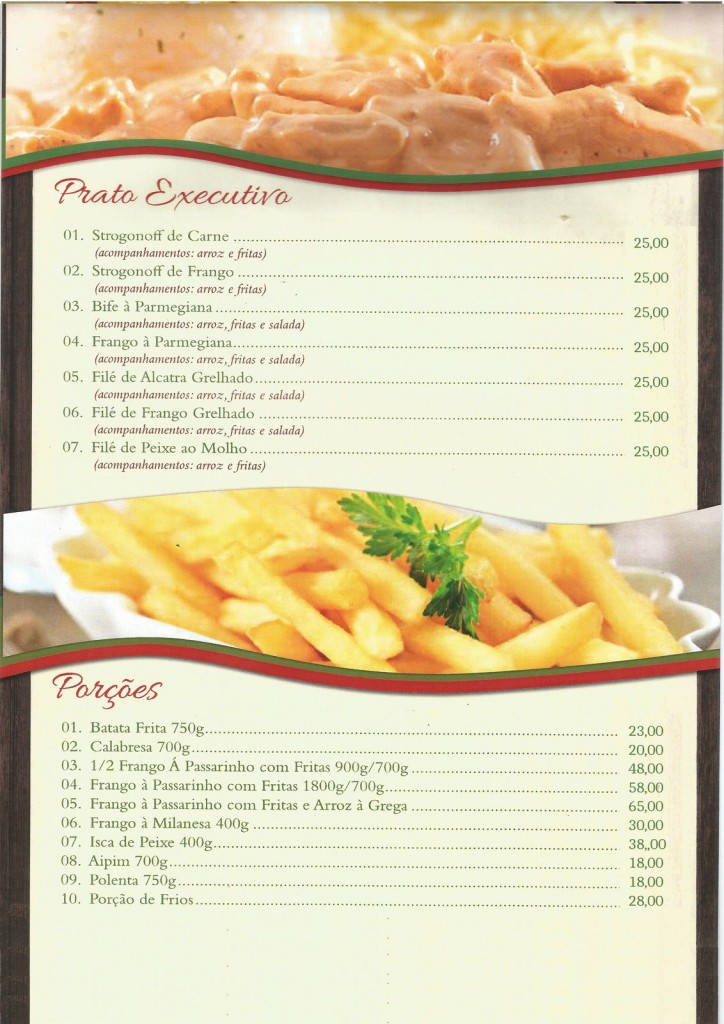 Prato Executivo
01. Strogonoff de Carne 25,00
(acompanhamentos: arroz e fritas)
02. Strogonoff de Frango 25,00
(acompanhamentos: arroz e fritas)
03. Bife à Parmegiana 25,00
(acompanhamentos: arroz, fritas e salada)
04. Frango à Parmegiana 25,00
(acompanhamentos: arroz, fritas e salada)
05. Filé de Alcatra Grelhado 25,00
(acompanhamentos: arroz, fritas e salada)
06. Filé de Frango Grelhado 25,00
(acompanhamentos: arroz, fritas e salada)
07. Filé de Peixe ao Molho 25,00
(acompanhamentos: arroz e fritas)
Porções
01. Batata Frita 750g 23,00
02. Calabresa 700g 20,00
03. 1/2 Frango Á Passarinho com Fritas 900g/700g 48,00
04. Frango à Passarinho com Fritas 1800g/700g 58,00
05. Frango à Passarinho com Fritas e Arroz à Grega 65,00
06. Frango à Milanesa 400g 30,00
07. Isca de Peixe 400g 38,,00
08. Aipim 700g 18,00
09. Polenta 750g 18,00
10. Porção de Frios 28,00